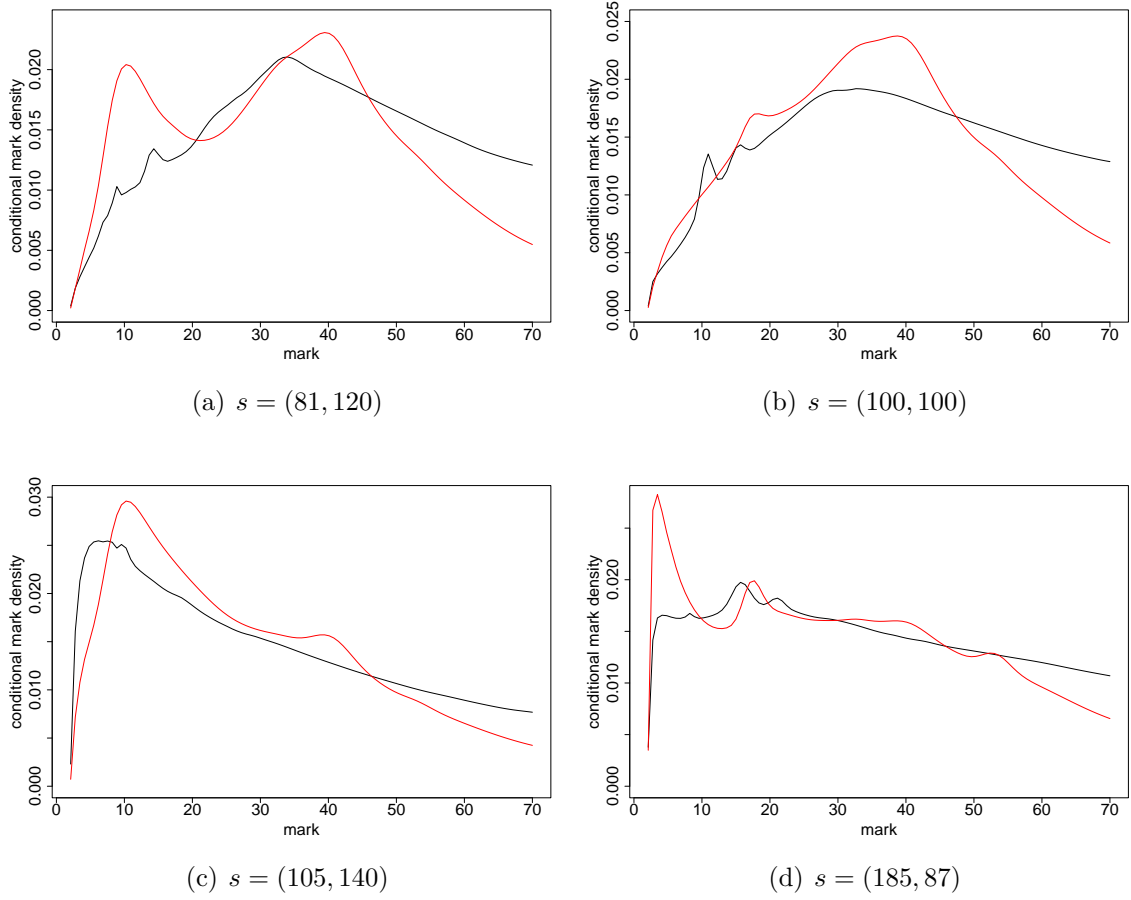 conditional mark density
0.000 0.005 0.010 0.015 0.020
0 10 20 30 40 50 60 70
mark
(a) s = (81, 120)
conditional mark density
0.000 0.005 0.010 0.015 0.020 0.025
0 10 20 30 40 50 60 70
mark
(b) s = (100, 100)
conditional mark density
0.000 0.010 0.020 0.030
0 10 20 30 40 50 60 70
mark
(c) s = (105, 140)
conditional mark density
0.000 0.010 0.020
0 10 20 30 40 50 60 70
mark
(d) s = (185, 87)